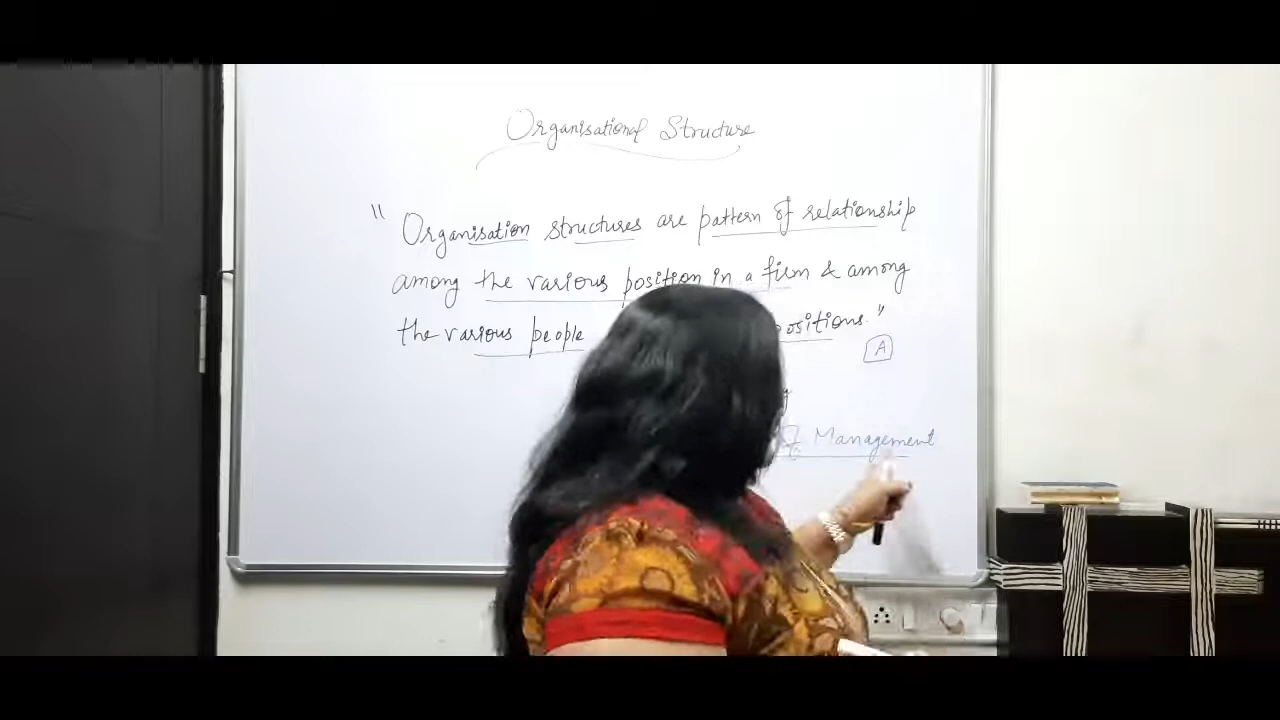 Organisational Structure
" Organisation structures are pattern of relationship
among the various position in a firm & among
the various people positions."
A
Management